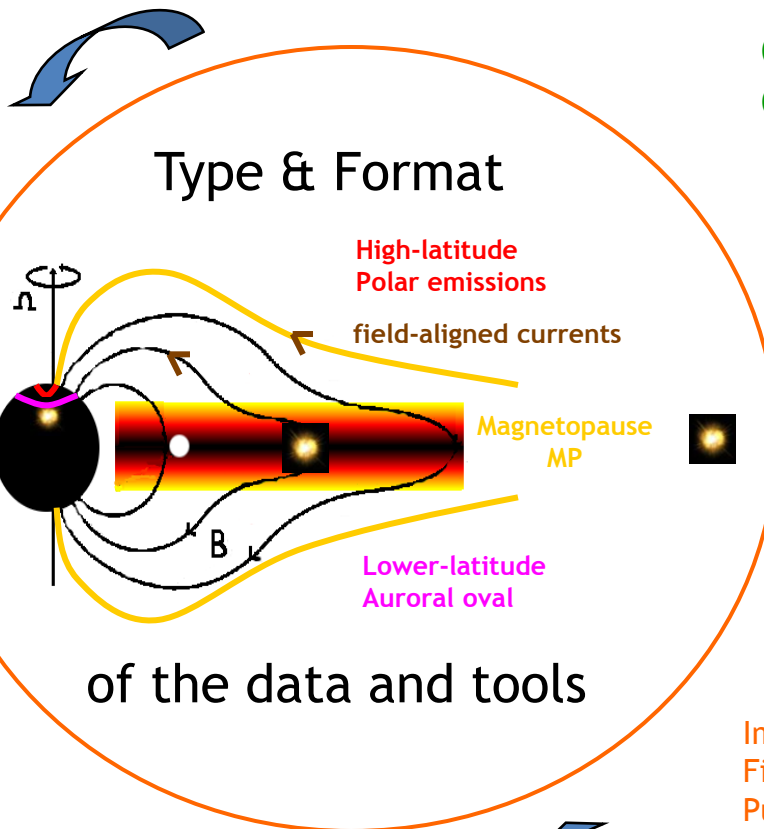 Type & Format
High-latitude
Polar emissions
field-aligned currents
Magnetopause
MP
B
Lower-latitude
Auroral oval
of the data and tools